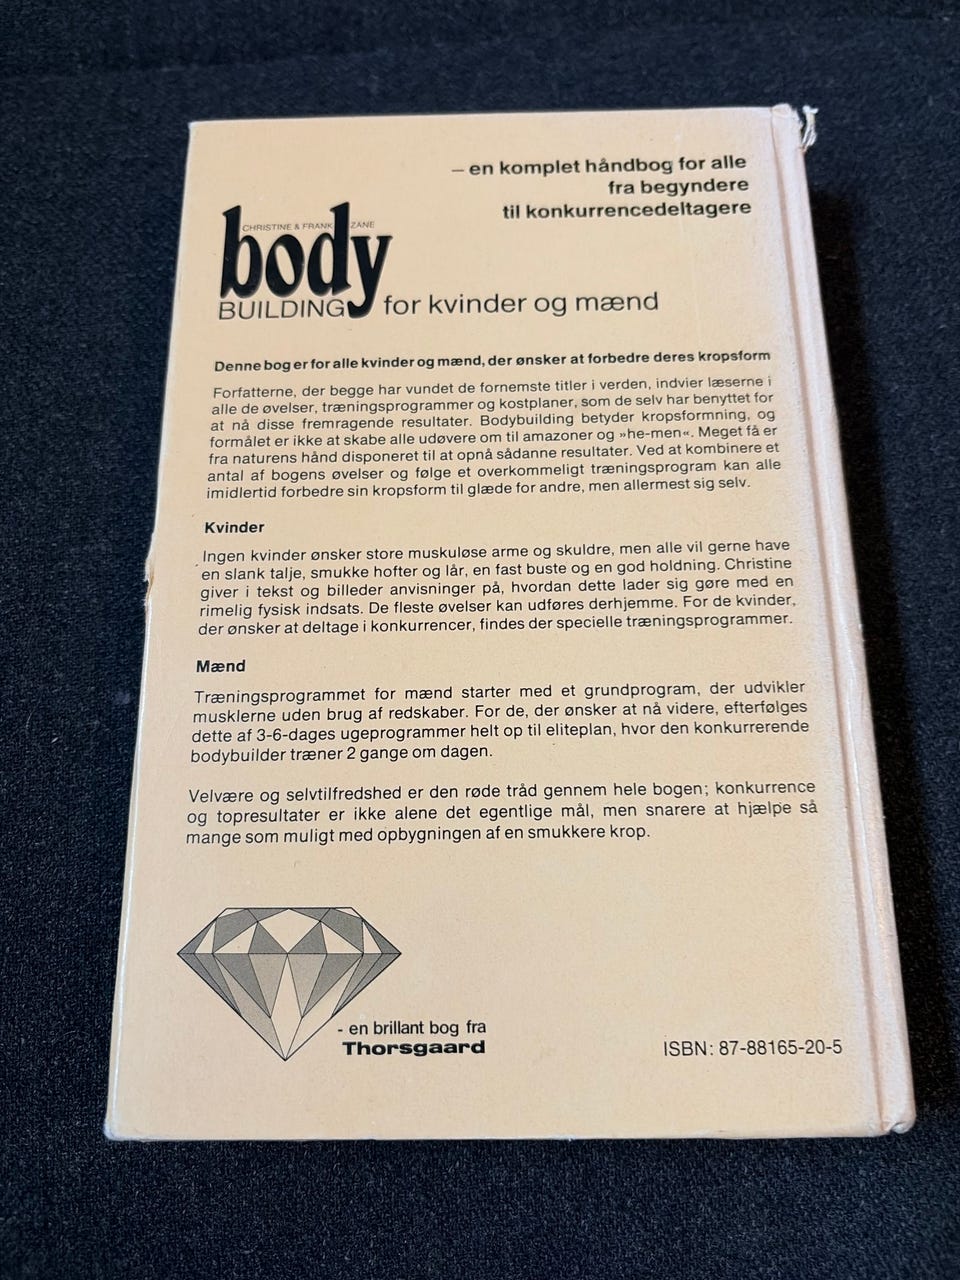 – en komplet håndbog for alle
fra begyndere
til konkurrencedeltagere
CHRISTINE & FRANK ZANE
body
BUILDING for kvinder og mænd
Denne bog er for alle kvinder og mænd, der ønsker at forbedre deres kropsform
Forfatterne, der begge har vundet de fornemste titler i verden, indvier læserne i
alle de øvelser, træningsprogrammer og kostplaner, som de selv har benyttet for
at nå disse fremragende resultater. Bodybuilding betyder kropsformning, og
formålet er ikke at skabe alle udøvere om til amazoner og »he-men«. Meget få er
fra naturens hånd disponeret til at opnå sådanne resultater. Ved at kombinere et
antal af bogens øvelser og følge et overkommeligt træningsprogram kan alle
imidlertid forbedre sin kropsform til glæde for andre, men allermest sig selv.
Kvinder
Ingen kvinder ønsker store muskuløse arme og skuldre, men alle vil gerne have
en slank talje, smukke hofter og lår, en fast buste og en god holdning. Christine
giver i tekst og billeder anvisninger på, hvordan dette lader sig gøre med en
rimelig fysisk indsats. De fleste øvelser kan udføres derhjemme. For de kvinder,
der ønsker at deltage i konkurrencer, findes der specielle træningsprogrammer.
Mænd
Træningsprogrammet for mænd starter med et grundprogram, der udvikler
musklerne uden brug af redskaber. For de, der ønsker at nå videre, efterfølges
dette af 3-6-dages ugeprogrammer helt op til eliteplan, hvor den konkurrerende
bodybuilder træner 2 gange om dagen.
Velvære og selvtilfredshed er den røde tråd gennem hele bogen; konkurrence
og topresultater er ikke alene det egentlige mål, men snarere at hjælpe så
mange som muligt med opbygningen af en smukkere krop.
- en brillant bog fra
Thorsgaard
ISBN: 87-88165-20-5